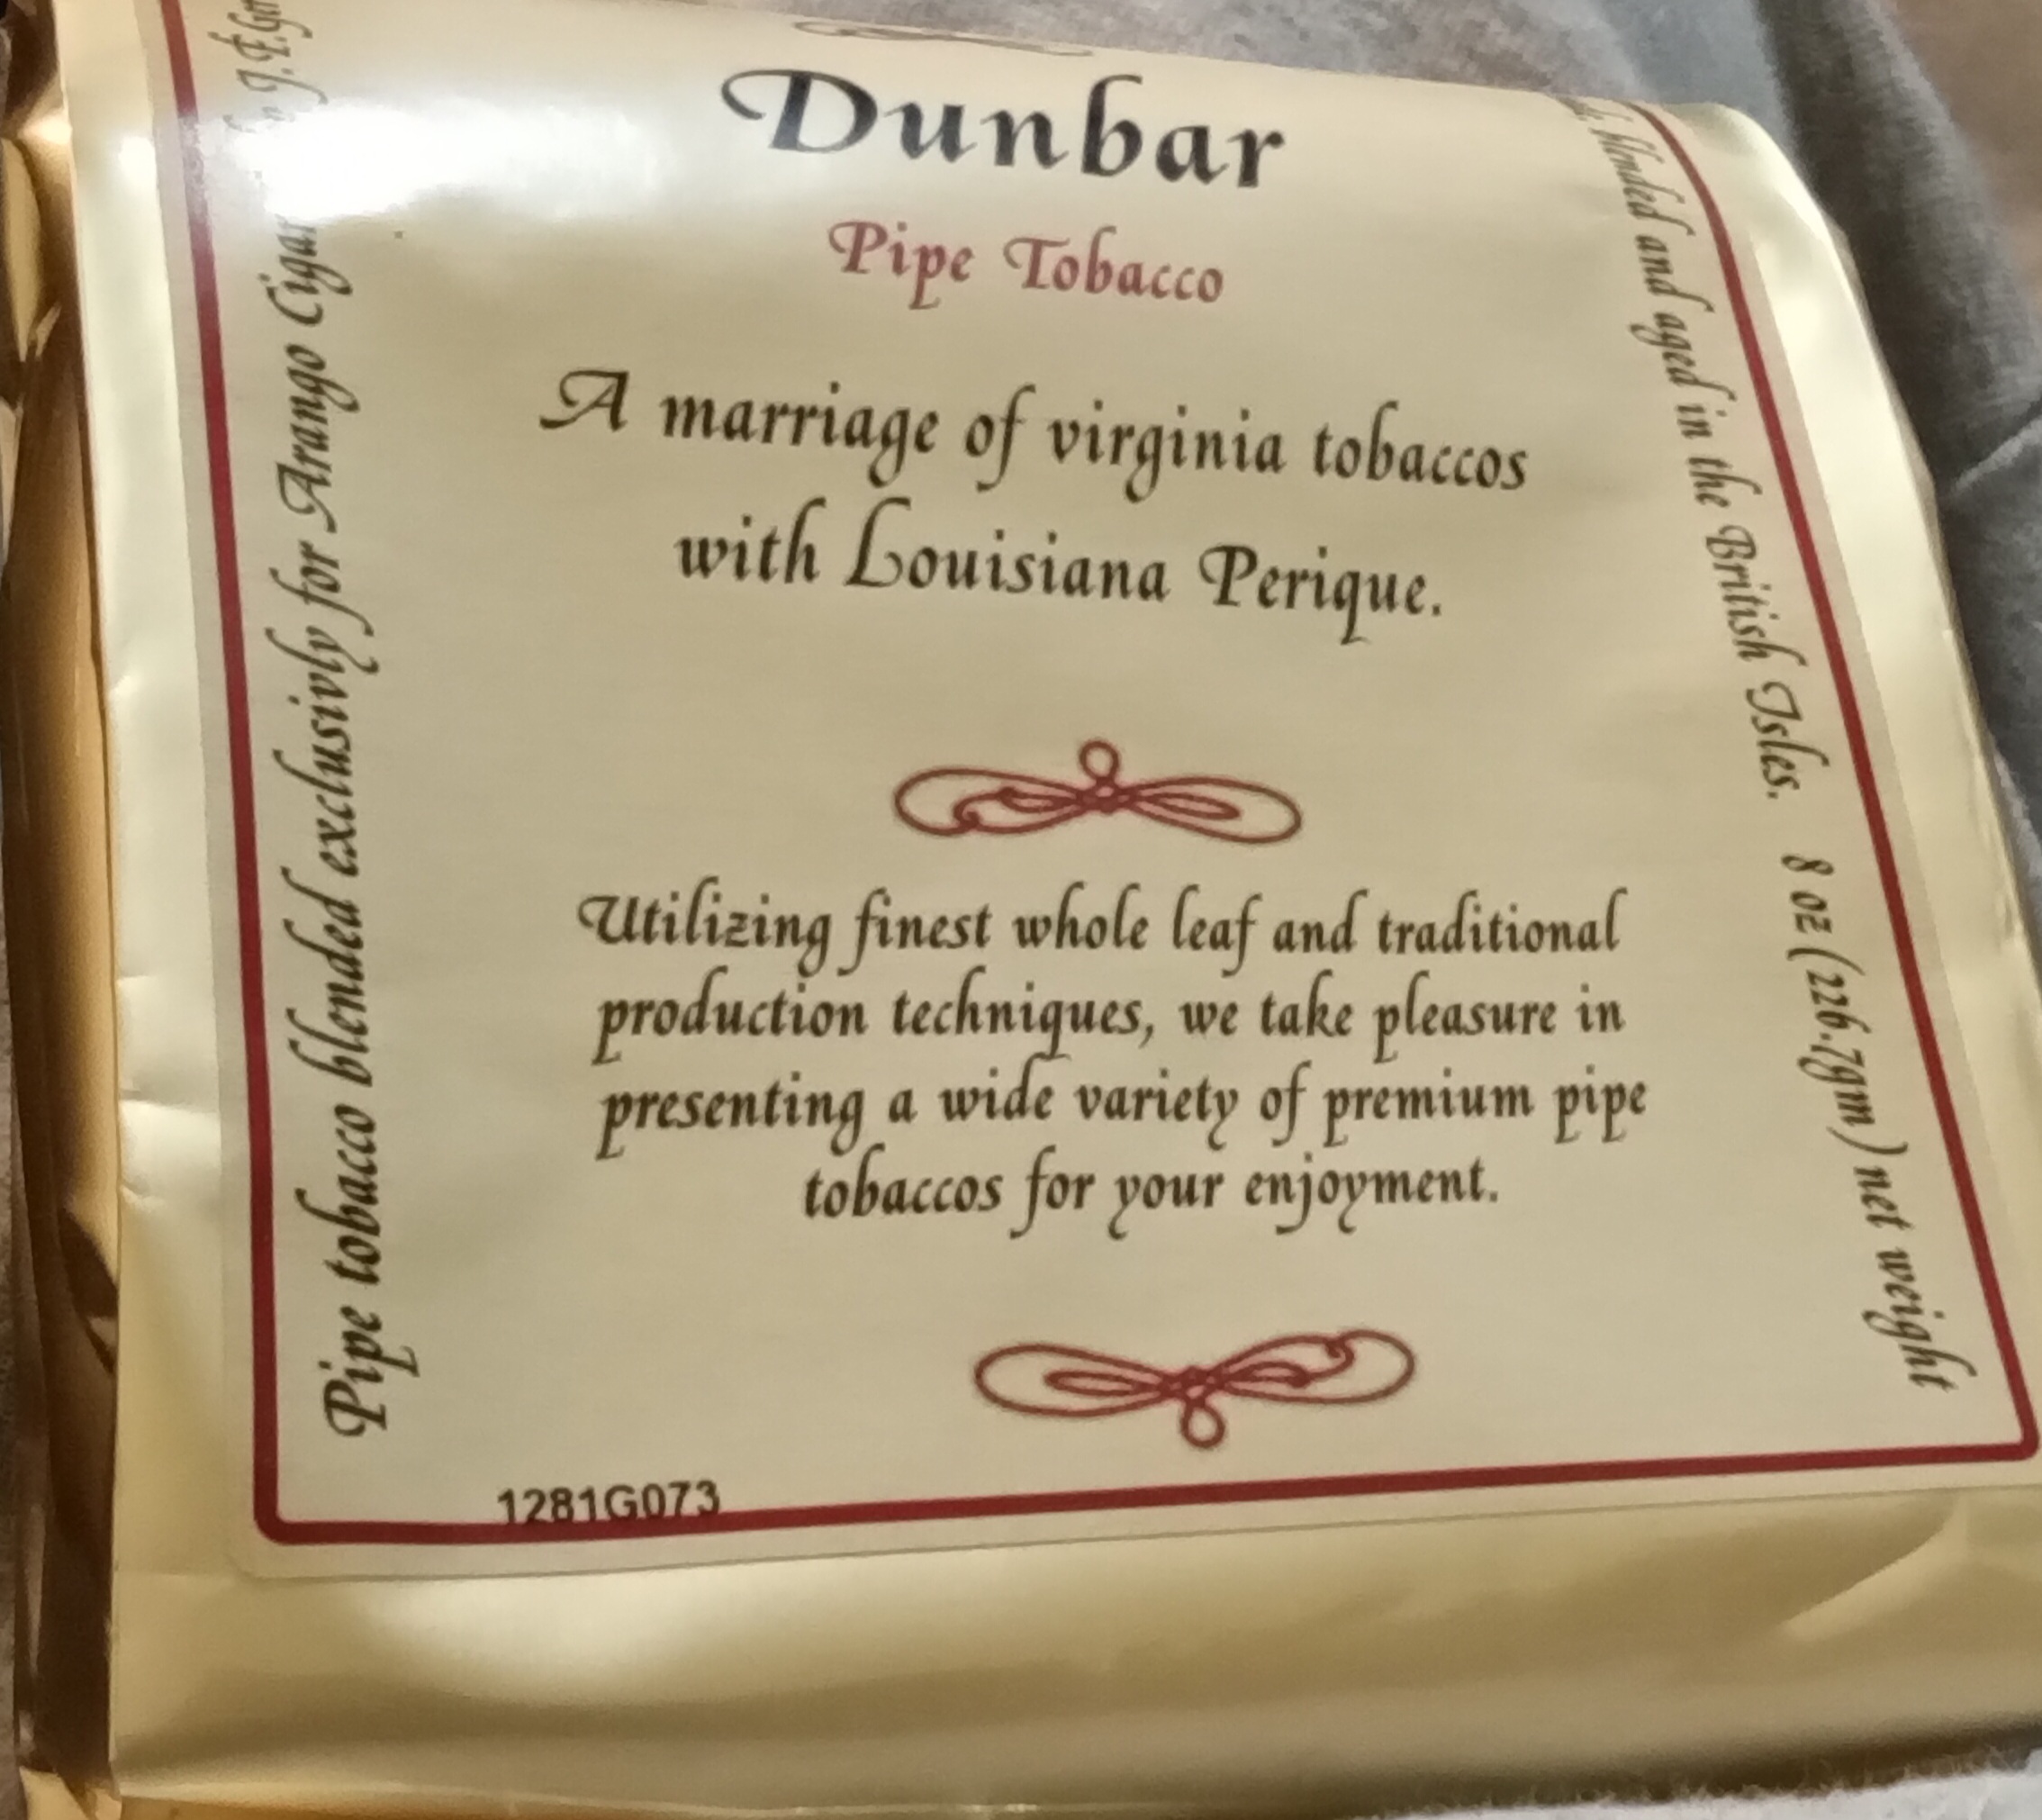 Dunbar
Pipe Tobacco
A marriage of virginia tobaccos
with Louisiana Perique.
Utilizing finest whole leaf and traditional
production techniques, we take pleasure in
presenting a wide variety of premium pipe
tobaccos for your enjoyment.
Pipe tobacco blended exclusivly for Arango Cigar
blended and aged in the British Isles. 8 oz (226.7gm) net weight
1281G073